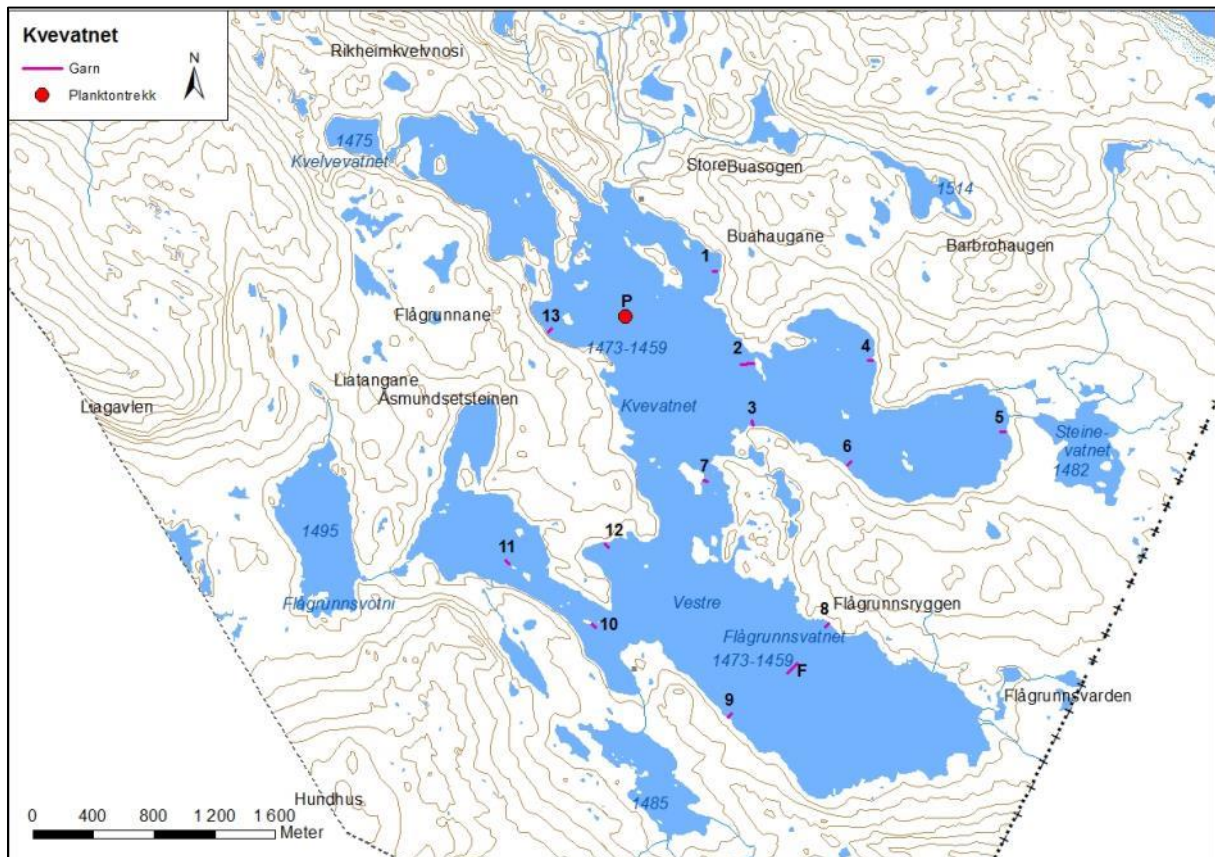 Kvevatnet
Garn
Planktontrekk
N
Rikheimkvelvnosi
1475
Kvelvevatnet
Store Buasogen
1514
Buahaugane
Barbrohaugen
1
P
13
Flågrunnane
1473-1459
2
4
Liatangane
Åsmundsetsteinen
Liagavlen
Kvevatnet
3
5
Steine-
vatnet
1482
6
7
1495
11
12
Flågrunnsvotni
Vestre
8
Flågrunnsryggen
10
Flågrunnsvatnet
1473-1459
F
9
Flågrunnsvarden
Hundhus
1485
0 400 800 1 200 1 600
Meter